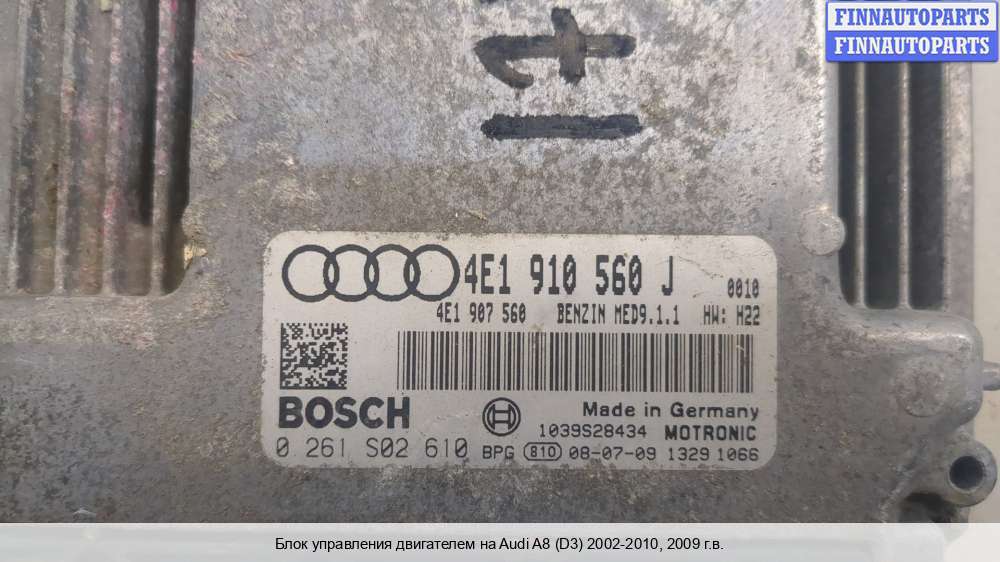 FINNAUTOPARTS
FINNAUTOPARTS
4E1 910 560 J 0010
4E1 907 560 BENZIN MED9.1.1 HW: H22
BOSCH Made in Germany
1039S28434 MOTRONIC
0 261 S02 610 BPG 810 08-07-09 1329 1066
Блок управления двигателем на Audi A8 (D3) 2002-2010, 2009 г.в.